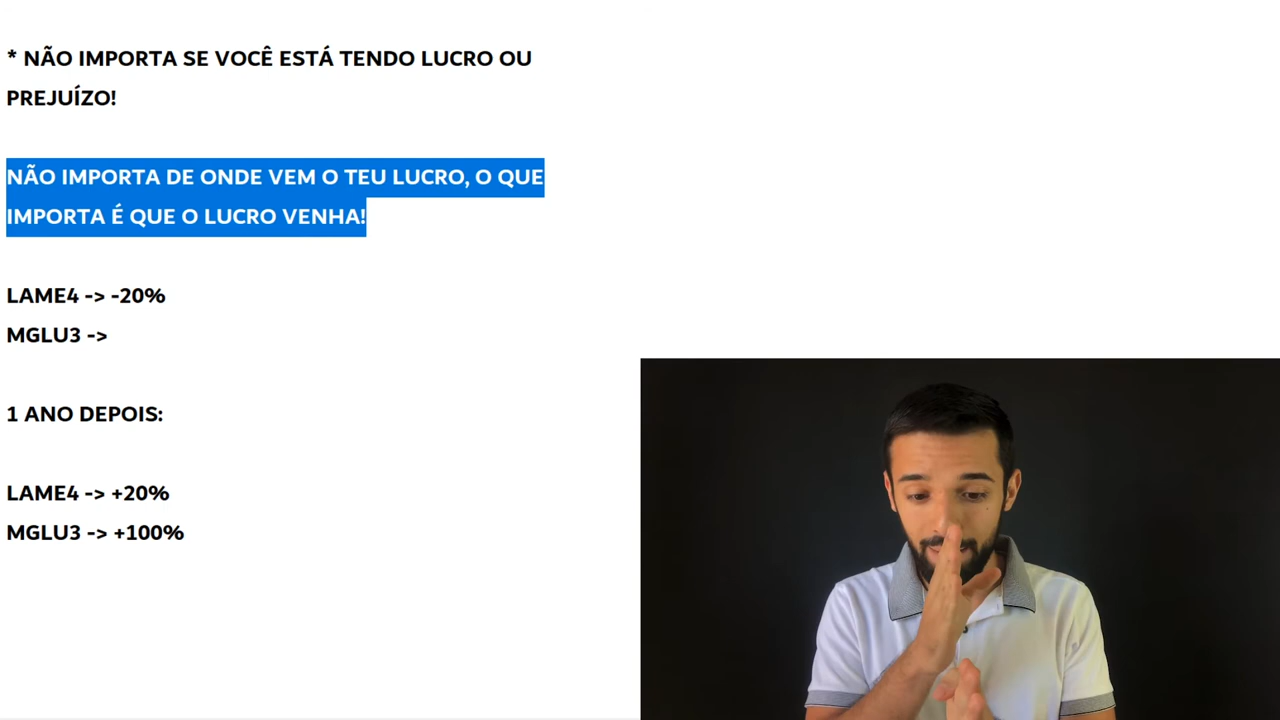 * NÃO IMPORTA SE VOCÊ ESTÁ TENDO LUCRO OU
PREJUÍZO!
NÃO IMPORTA DE ONDE VEM O TEU LUCRO, O QUE
IMPORTA É QUE O LUCRO VENHA!
LAME4 -> -20%
MGLU3 ->
1 ANO DEPOIS:
LAME4 -> +20%
MGLU3 -> +100%